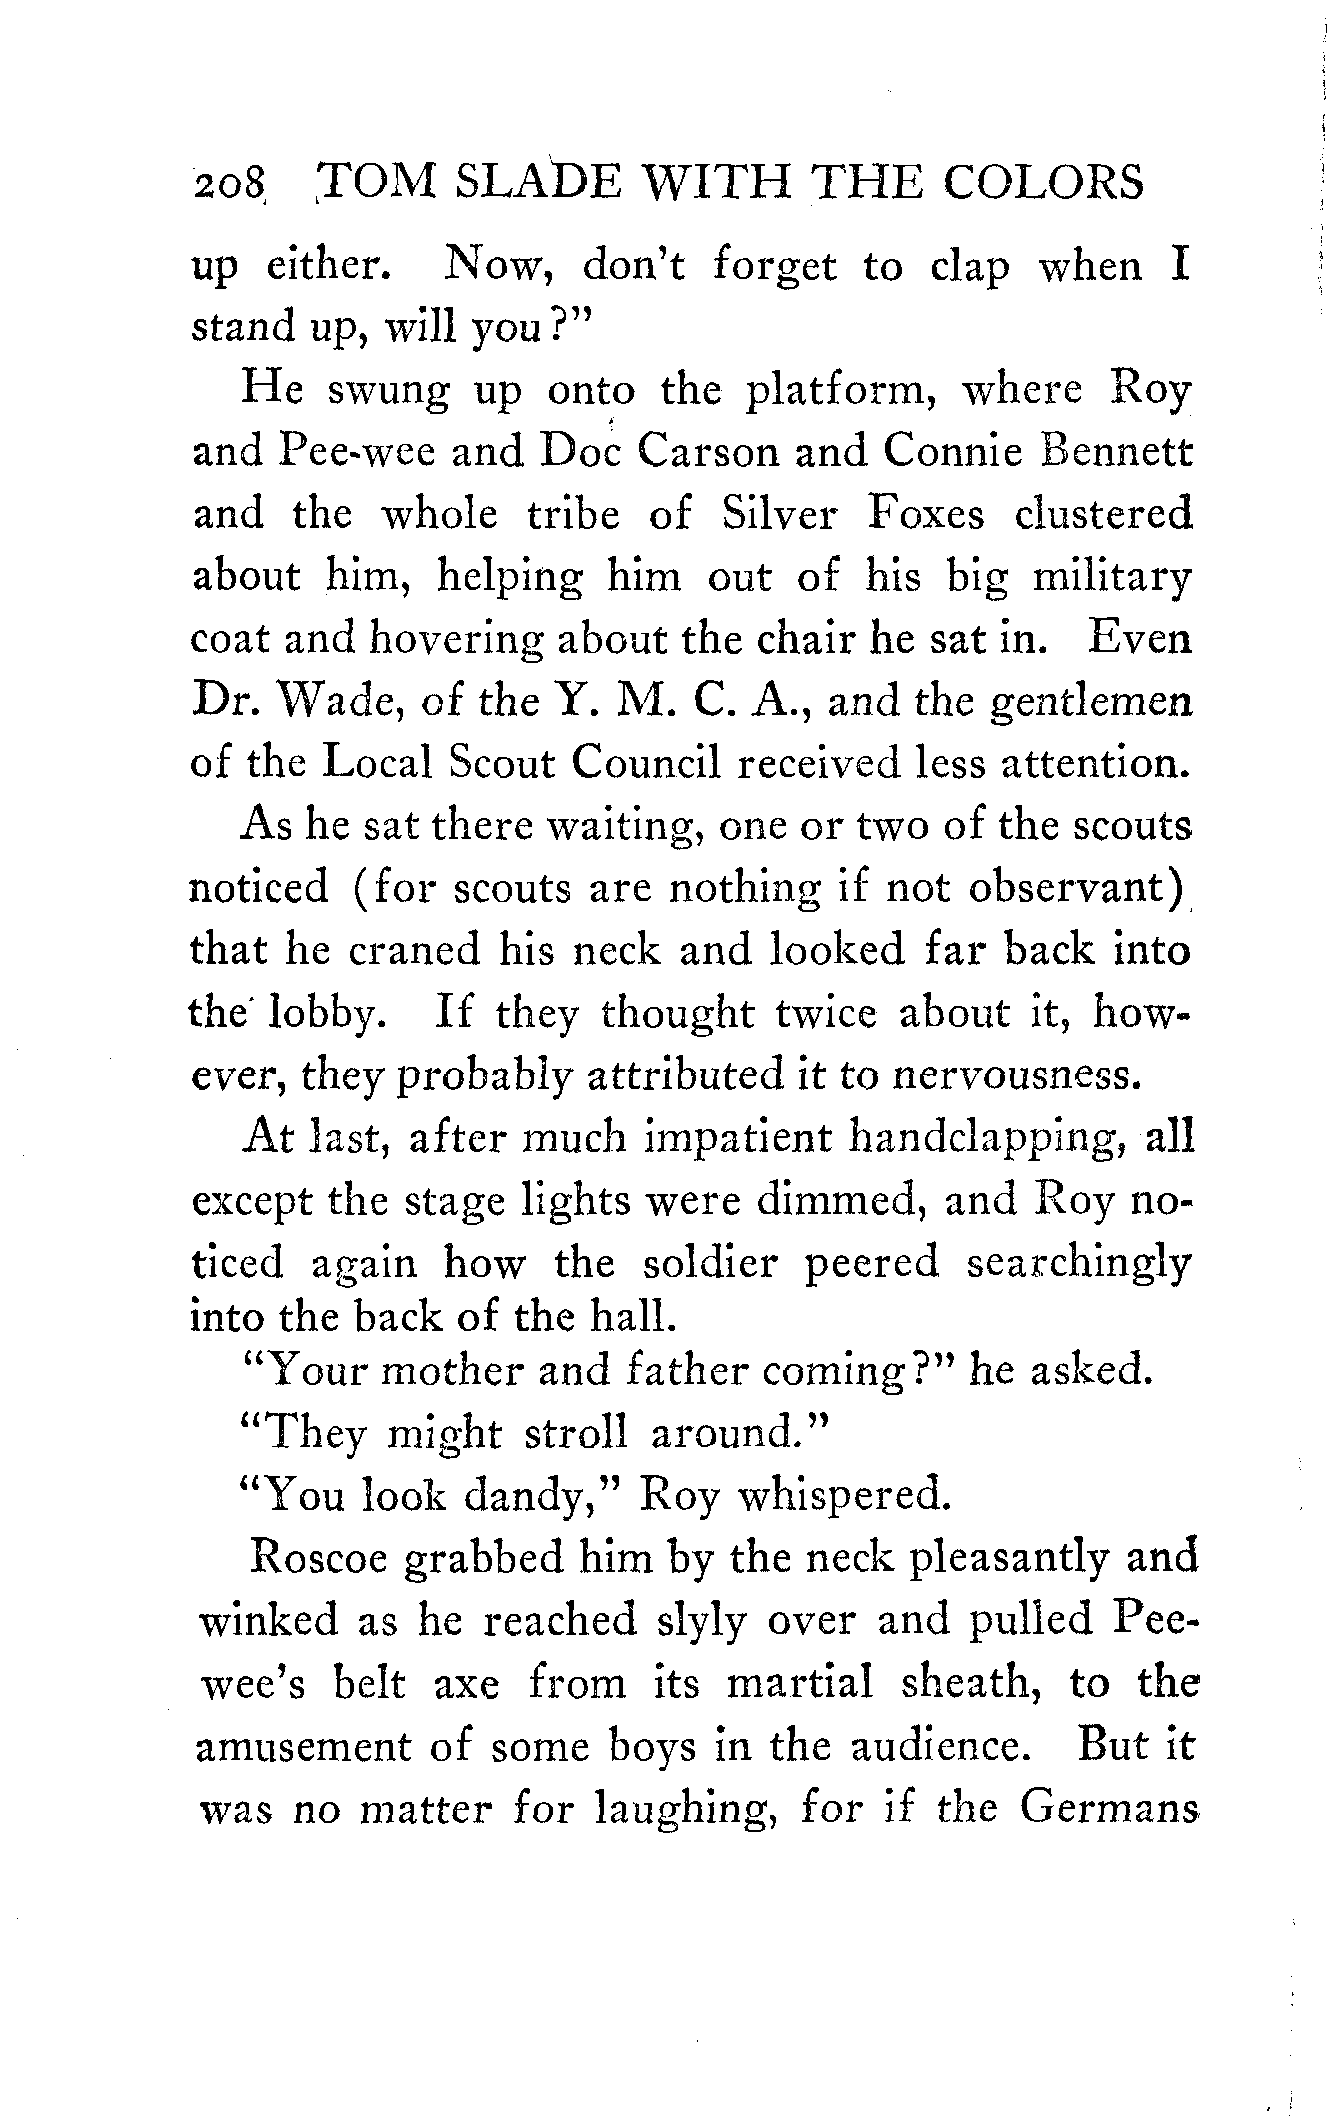 208 TOM SLADE WITH THE COLORS
up either. Now, don't forget to clap when I
stand up, will you?"
He swung up onto the platform, where Roy
and Pee-wee and Doc Carson and Connie Bennett
and the whole tribe of Silver Foxes clustered
about him, helping him out of his big military
coat and hovering about the chair he sat in. Even
Dr. Wade, of the Y. M. C. A., and the gentlemen
of the Local Scout Council received less attention.
As he sat there waiting, one or two of the scouts
noticed (for scouts are nothing if not observant)
that he craned his neck and looked far back into
the lobby. If they thought twice about it, how-
ever, they probably attributed it to nervousness.
At last, after much impatient handclapping, all
except the stage lights were dimmed, and Roy no-
ticed again how the soldier peered searchingly
into the back of the hall.
"Your mother and father coming?" he asked.
"They might stroll around."
"You look dandy," Roy whispered.
Roscoe grabbed him by the neck pleasantly and
winked as he reached slyly over and pulled Pee-
wee's belt axe from its martial sheath, to the
amusement of some boys in the audience. But it
was no matter for laughing, for if the Germans